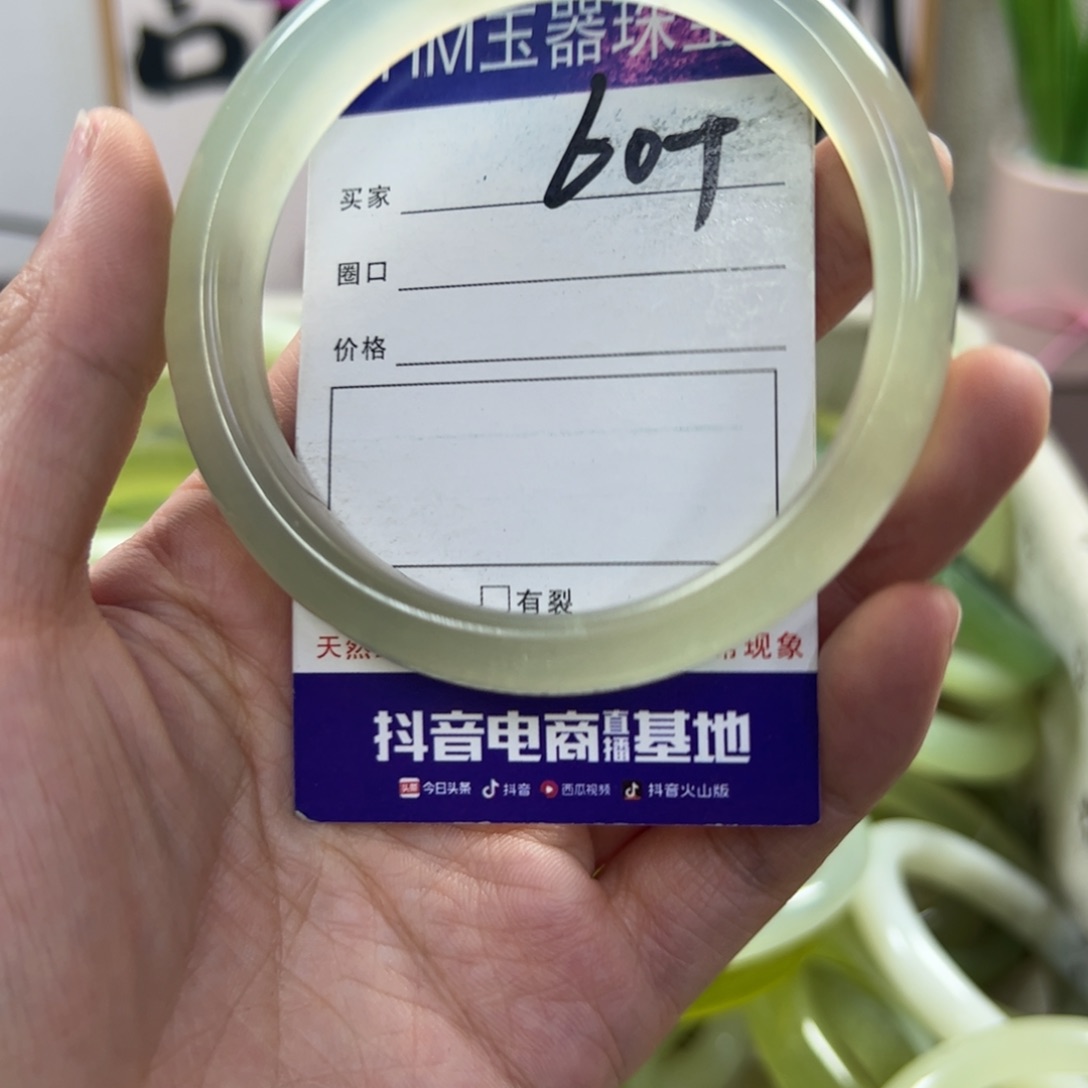 HM玉器珠宝
60T
买家
圈口
价格
有裂
天然
现象
抖音电商直播基地
今日头条 抖音 西瓜视频 抖音火山版